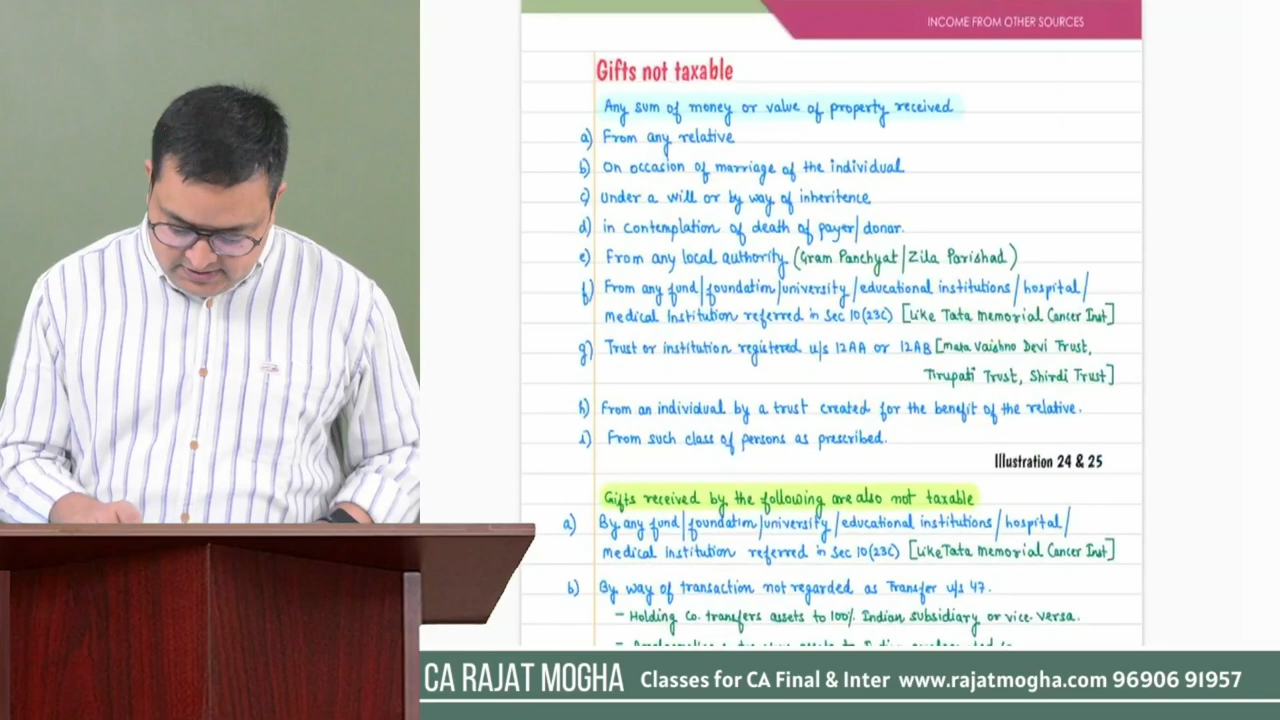 INCOME FROM OTHER SOURCES
Gifts not taxable
Any sum of money or value of property received
a) From any relative
b) On occasion of marriage of the individual
c) Under a will or by way of inheritence
d) in contemplation of death of payer/donar.
e) From any local authority (Gram Panchyat/Zila Parishad)
f) From any fund/foundation/university/educational institutions/hospital/
medical Institution referred in Sec 10(23C) [Like Tata Memorial Cancer Inst]
g) Trust or institution registered u/s 12AA or 12AB [mata Vaishno Devi Trust,
Tirupati Trust, Shirdi Trust]
h) From an individual by a trust created for the benefit of the relative.
i) From such class of persons as prescribed.
Illustration 24 & 25
Gifts received by the following are also not taxable
a) By any fund/foundation/university/educational institutions/hospital/
medical Institution referred in Sec 10(23C) [Like Tata Memorial Cancer Inst]
b) By way of transaction not regarded as Transfer u/s 47.
– Holding Co. transfers assets to 100% Indian subsidiary or vice-versa.
CA RAJAT MOGHA Classes for CA Final & Inter www.rajatmogha.com 96906 91957